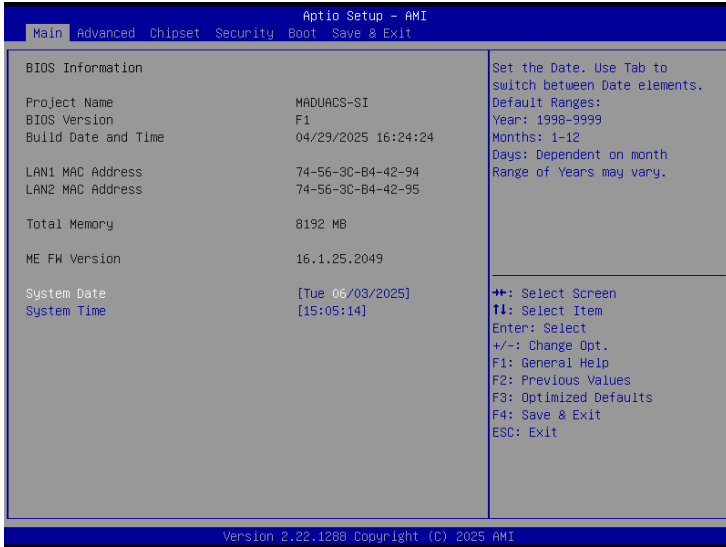 Aptio Setup – AMI
Main Advanced Chipset Security Boot Save & Exit
BIOS Information
Project Name MADUACS-SI
BIOS Version F1
Build Date and Time 04/29/2025 16:24:24
LAN1 MAC Address 74-56-3C-B4-42-94
LAN2 MAC Address 74-56-3C-B4-42-95
Total Memory 8192 MB
ME FW Version 16.1.25.2049
System Date [Tue 06/03/2025]
System Time [15:05:14]
Set the Date. Use Tab to
switch between Date elements.
Default Ranges:
Year: 1998-9999
Months: 1-12
Days: Dependent on month
Range of Years may vary.
→←: Select Screen
↑↓: Select Item
Enter: Select
+/-: Change Opt.
F1: General Help
F2: Previous Values
F3: Optimized Defaults
F4: Save & Exit
ESC: Exit
Version 2.22.1288 Copyright (C) 2025 AMI